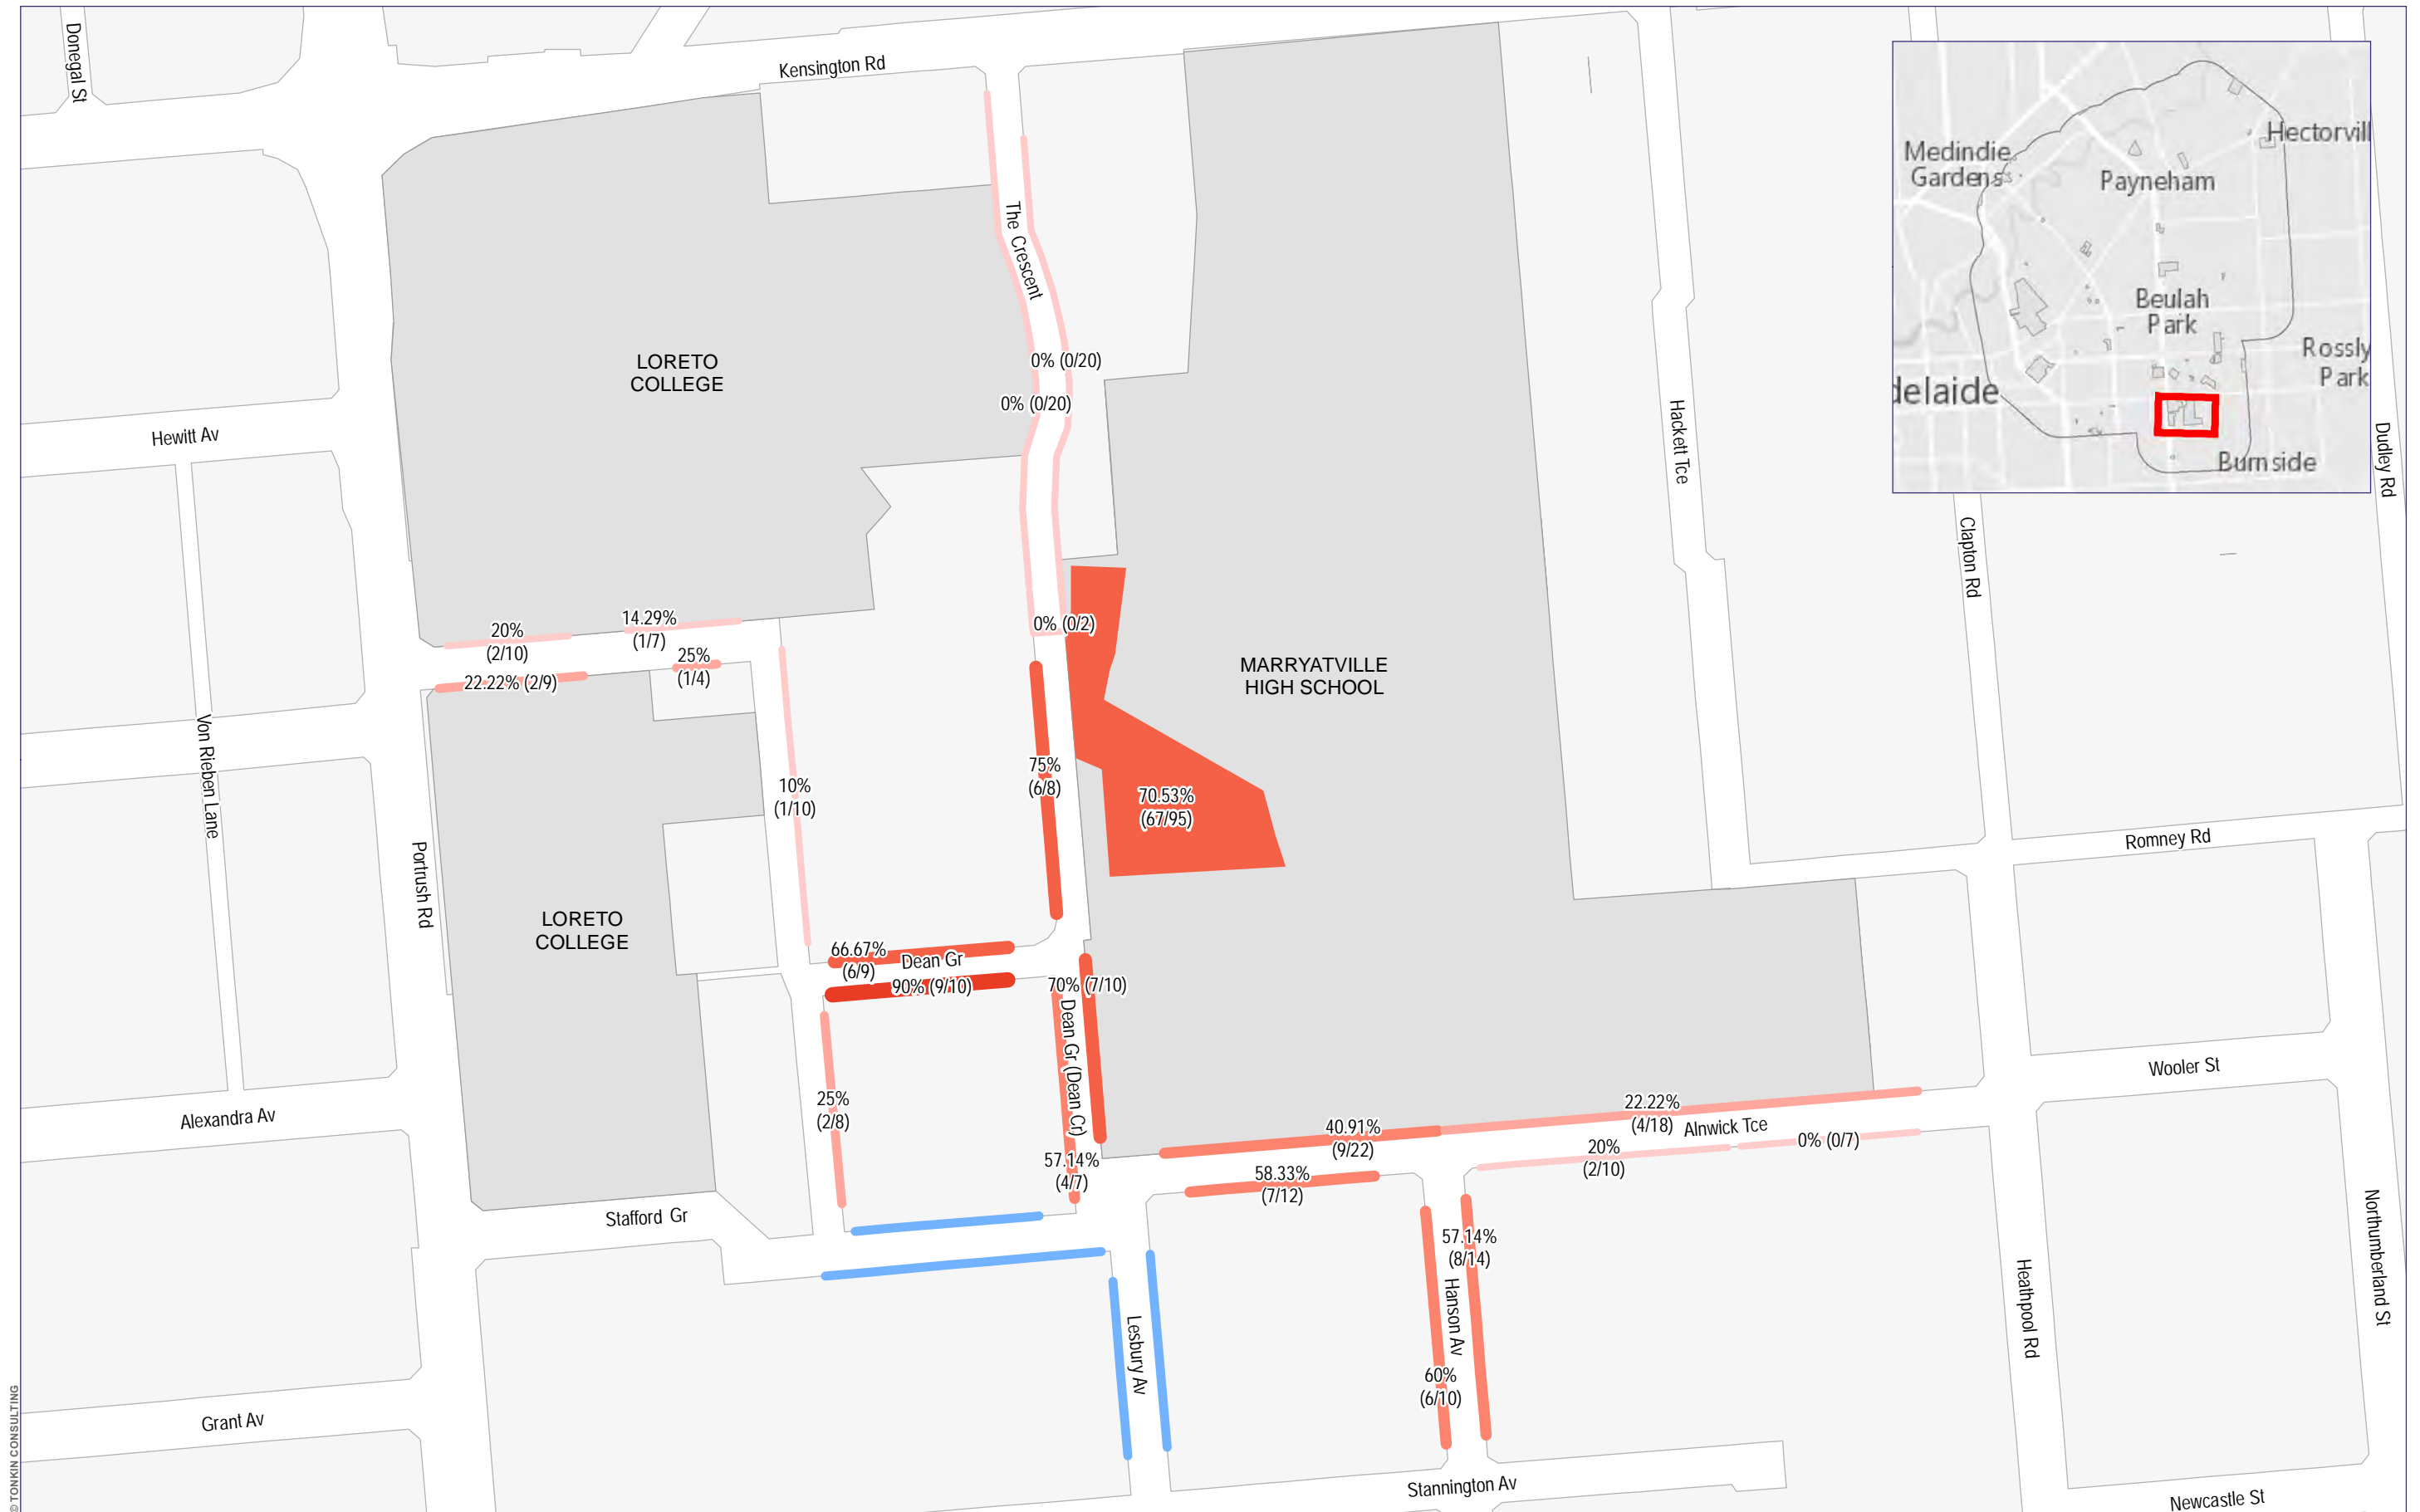 Donegal St
Kensington Rd
The Crescent
LORETO
COLLEGE
0% (0/20)
0% (0/20)
Hewitt Av
Hackett Tce
Clapton Rd
Dudley Rd
Medindie
Gardens
Hectorvill
Payneham
Beulah
Park
Rossly
Park
delaide
Burnside
20%
(2/10)
14.29%
(1/7)
25%
(1/4)
22.22% (2/9)
0% (0/2)
MARRYATVILLE
HIGH SCHOOL
Von Rieben Lane
10%
(1/10)
75%
(6/8)
70.53%
(67/95)
Portrush Rd
Romney Rd
LORETO
COLLEGE
66.67%
(6/9)
Dean Gr
90% (9/10)
70% (7/10)
Dean Gr (Dean Cr)
25%
(2/8)
Alexandra Av
57.14%
(4/7)
40.91%
(9/22)
22.22%
(4/18)
Alnwick Tce
20%
(2/10)
0% (0/7)
Wooler St
58.33%
(7/12)
Stafford Gr
57.14%
(8/14)
Hanson Av
60%
(6/10)
Lesbury Av
Heathpool Rd
Northumberland St
Grant Av
Stannington Av
Newcastle St
© TONKIN CONSULTING